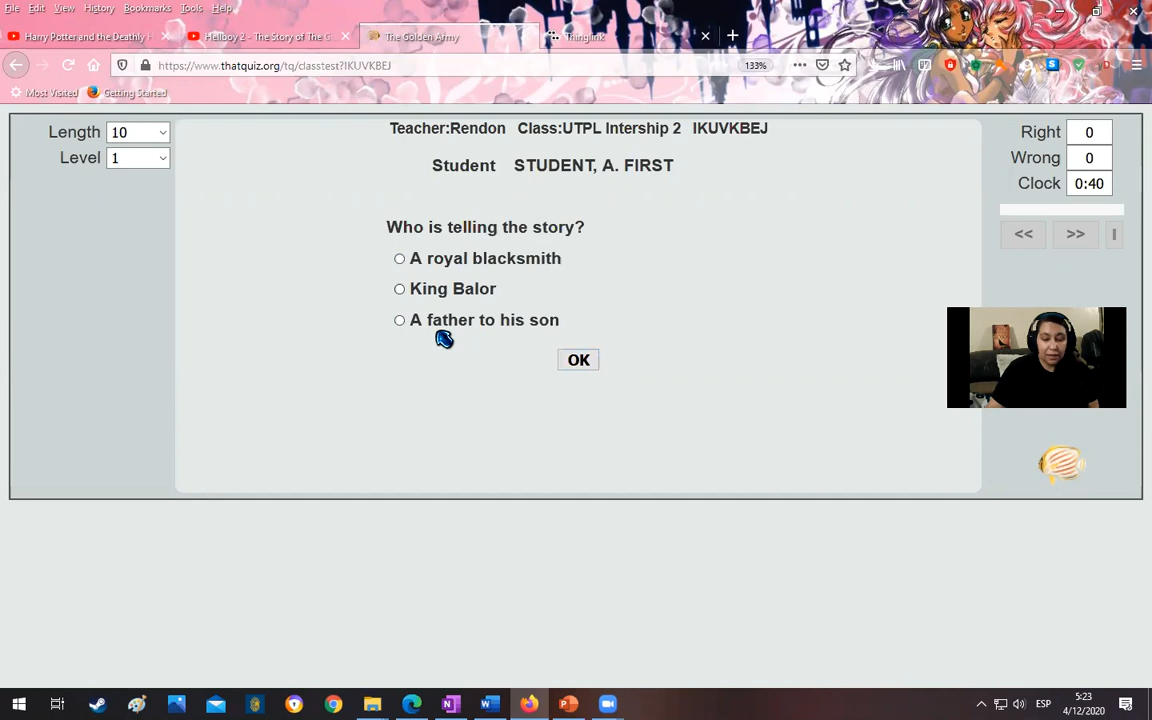 File Edit View History Bookmarks Tools Help
Harry Potter and the Deathly H
Hellboy 2 - The Story of The G
The Golden Army
Thinglink
https://www.thatquiz.org/tq/classtest?IKUVKBEJ
133%
Most Visited Getting Started
Length 10
Level 1
Teacher:Rendon Class:UTPL Intership 2 IKUVKBEJ
Student STUDENT, A. FIRST
Who is telling the story?
A royal blacksmith
King Balor
A father to his son
OK
Right 0
Wrong 0
Clock 0:40
<< >> I
ESP
5:23
4/12/2020